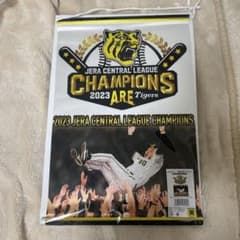 JERA CENTRAL LEAGUE
CHAMPIONS
2023 ARE Tigers
2023 JERA CENTRAL LEAGUE CHAMPIONS